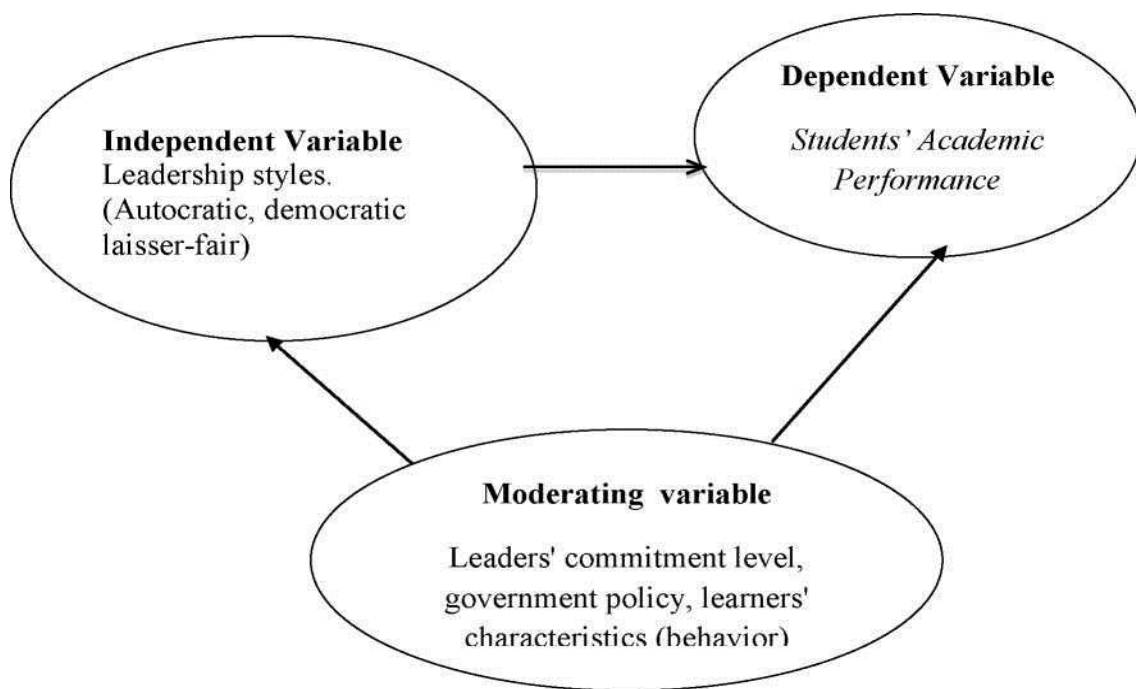 Independent Variable
Leadership styles.
(Autocratic, democratic
laisser-fair)
Dependent Variable
Students’ Academic
Performance
Moderating variable
Leaders' commitment level,
government policy, learners'
characteristics (behavior)